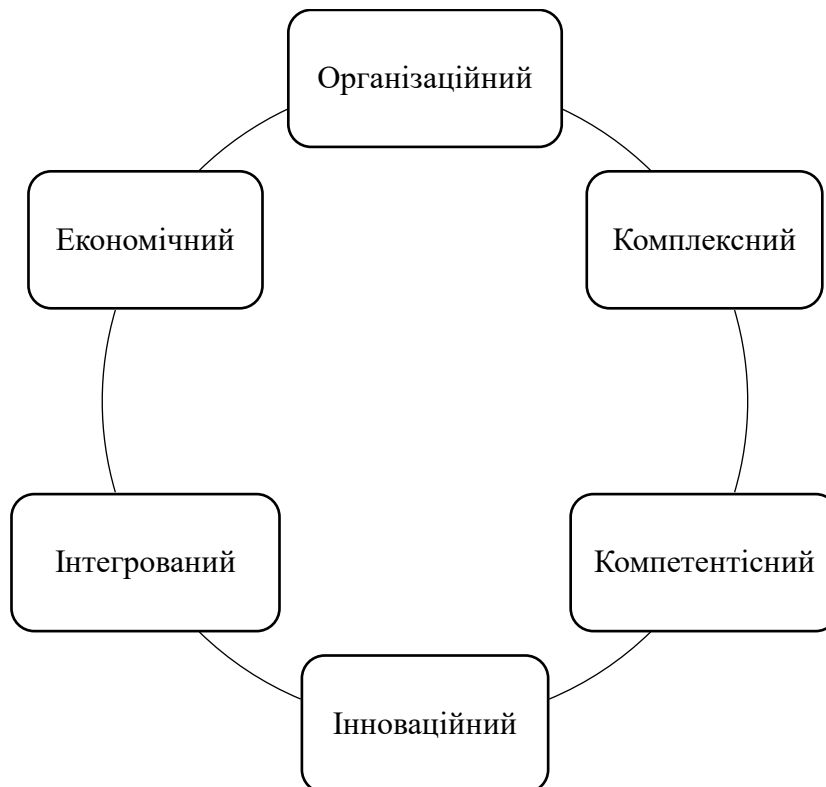 Організаційний
Економічний
Комплексний
Інтегрований
Компетентісний
Інноваційний